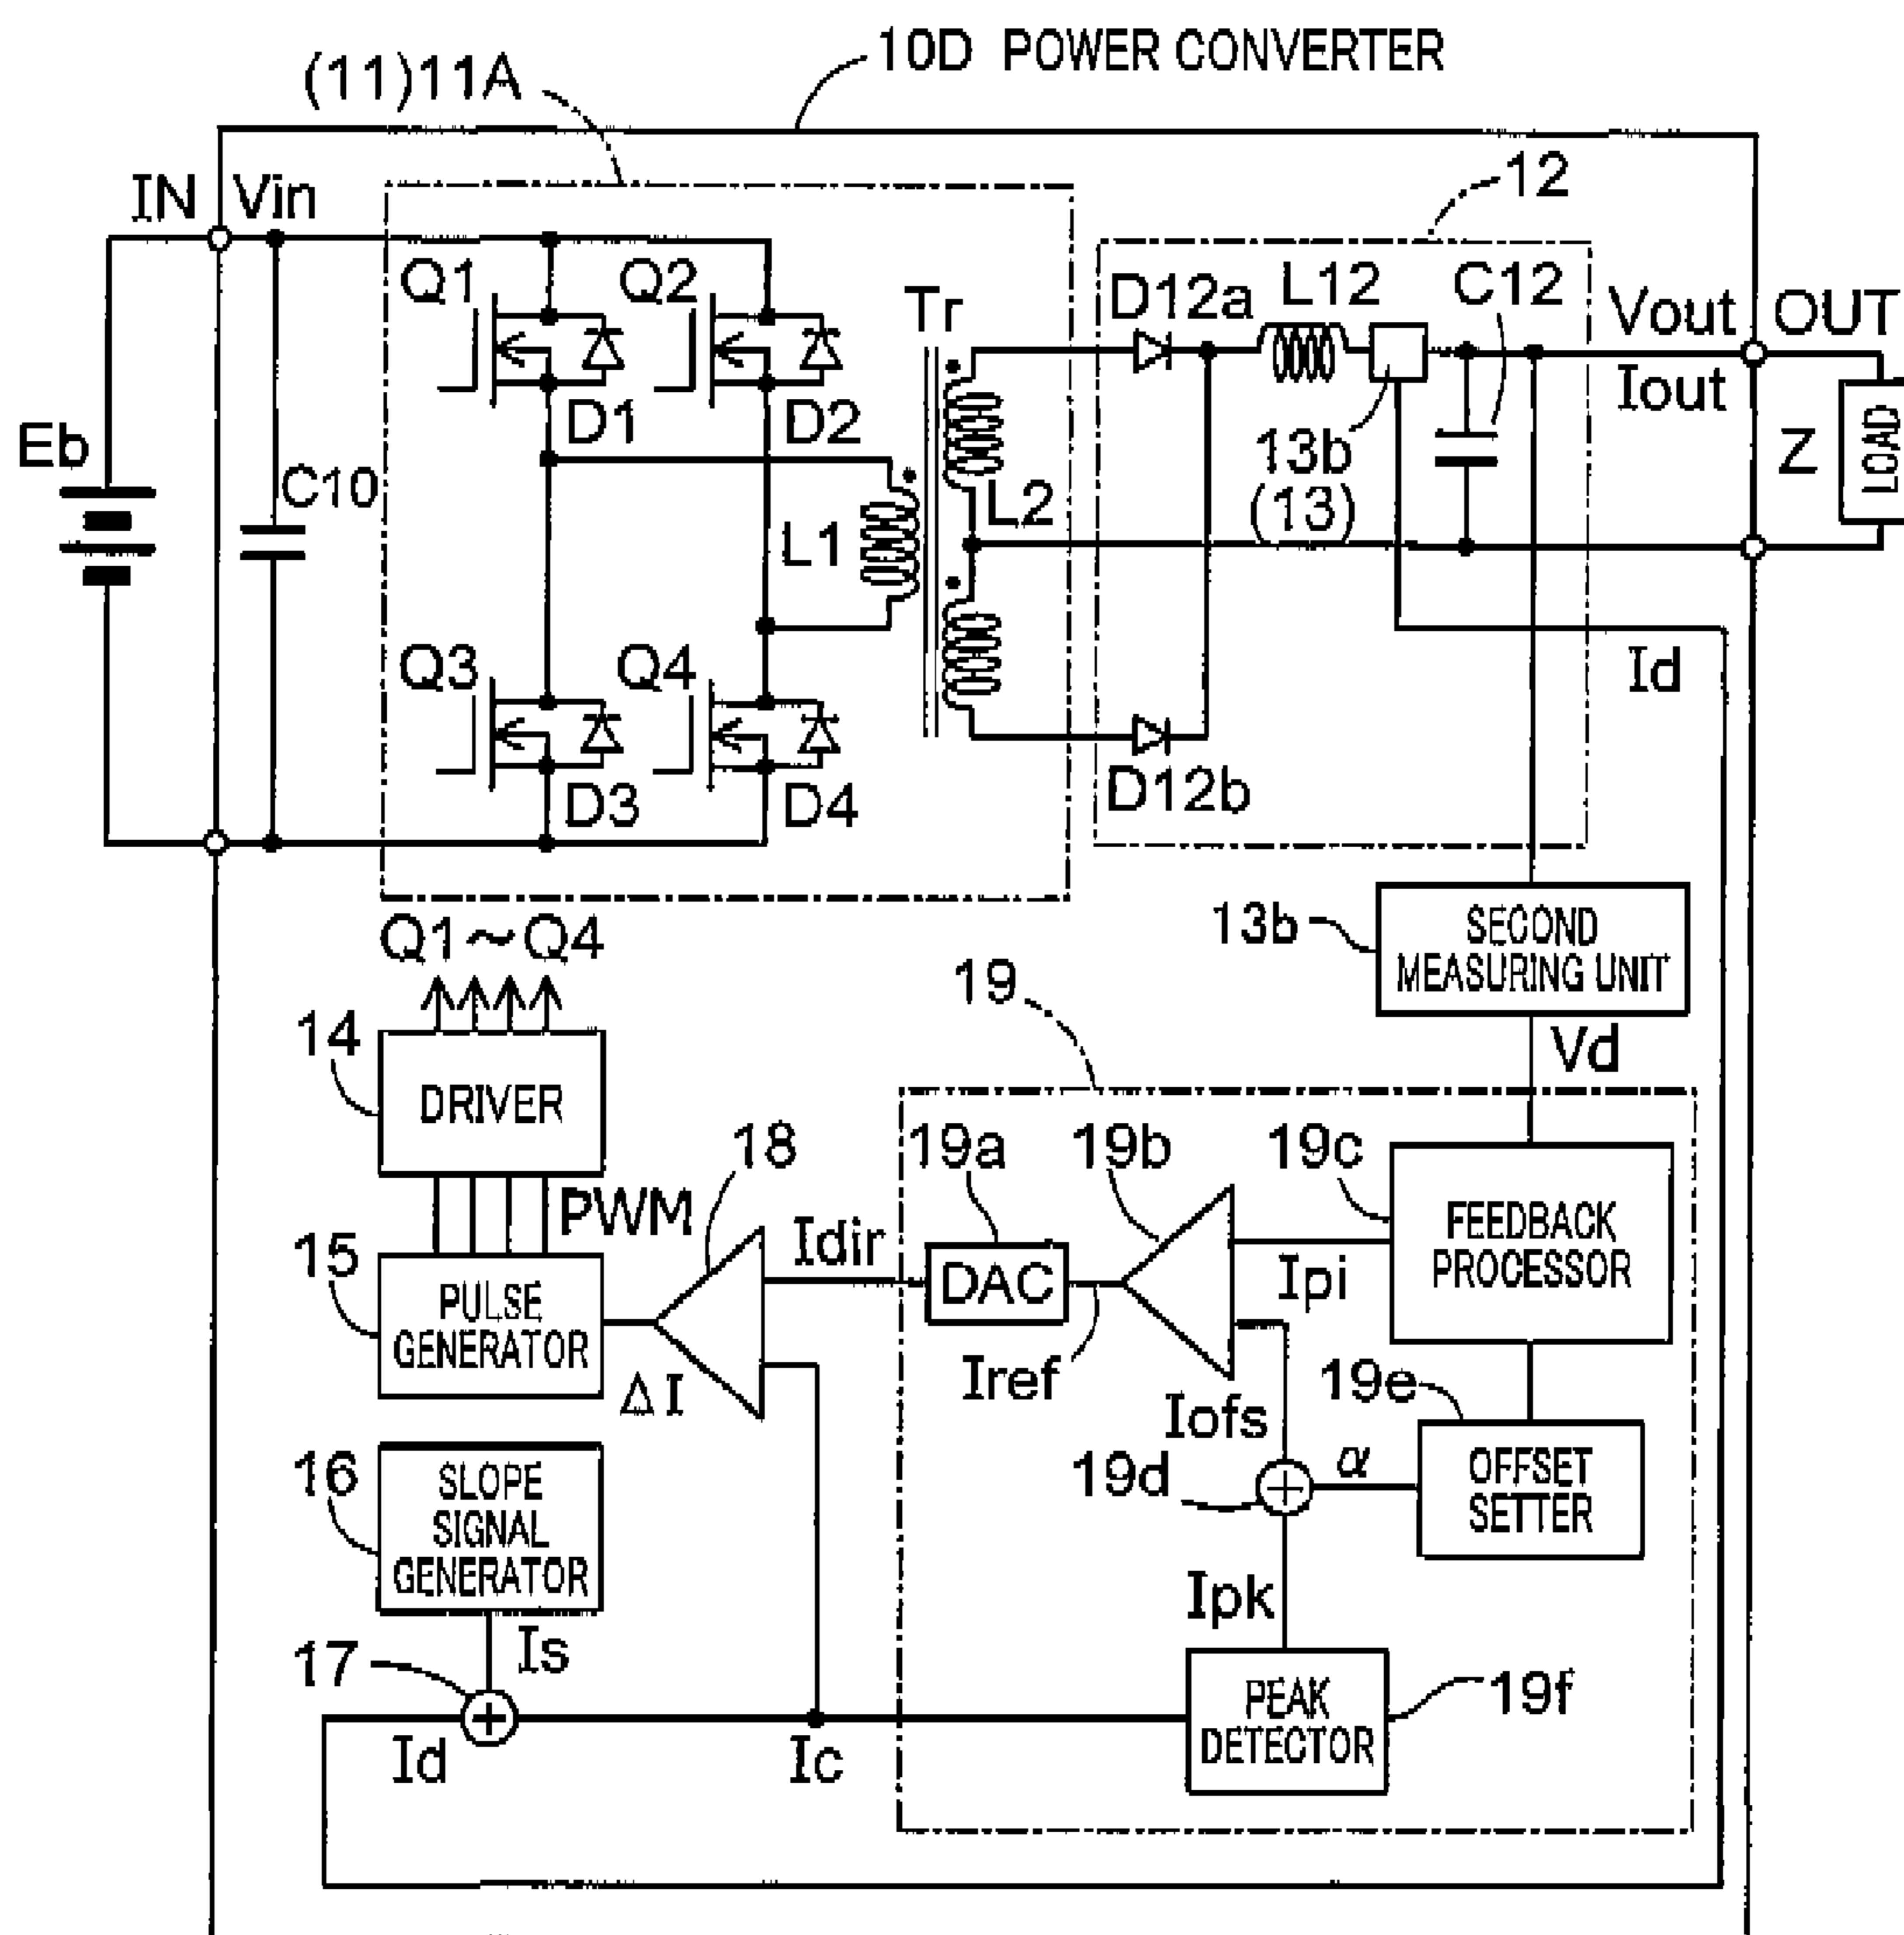 10D POWER CONVERTER
(11)11A
IN Vin
12
Q1 Q2 Tr D12a L12 C12 Vout OUT
Iout
D1 D2
Eb C10 L1 L2 13b
(13)
Z LOAD
Q3 Q4 Id
D3 D4 D12b
Q1~Q4
13b SECOND
MEASURING UNIT
19
Vd
14 DRIVER
18 19a 19b 19c
PWM Idir DAC Ipi FEEDBACK
PROCESSOR
15 PULSE
GENERATOR
ΔI Iref Iofs 19e
16 SLOPE
SIGNAL
GENERATOR
19d + α OFFSET
SETTER
Ipk
Is
17 + PEAK
DETECTOR
19f
Id Ic